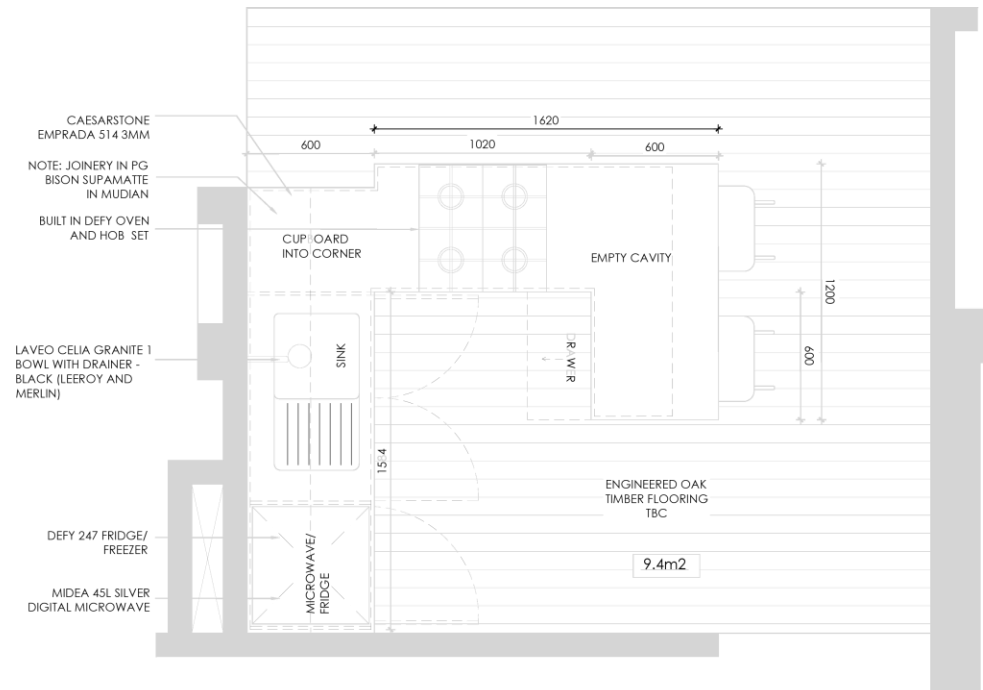 CAESARSTONE
EMPRADA 514 3MM
NOTE: JOINERY IN PG
BISON SUPAMATTE
IN MUDIAN
BUILT IN DEFY OVEN
AND HOB SET
LAVEO CELIA GRANITE 1
BOWL WITH DRAINER -
BLACK (LEEROY AND
MERLIN)
DEFY 247 FRIDGE/
FREEZER
MIDEA 45L SILVER
DIGITAL MICROWAVE
1620
600
1020
600
CUPBOARD
INTO CORNER
EMPTY CAVITY
1200
600
SINK
DRAWER
1584
MICROWAVE/
FRIDGE
ENGINEERED OAK
TIMBER FLOORING
TBC
9.4m2